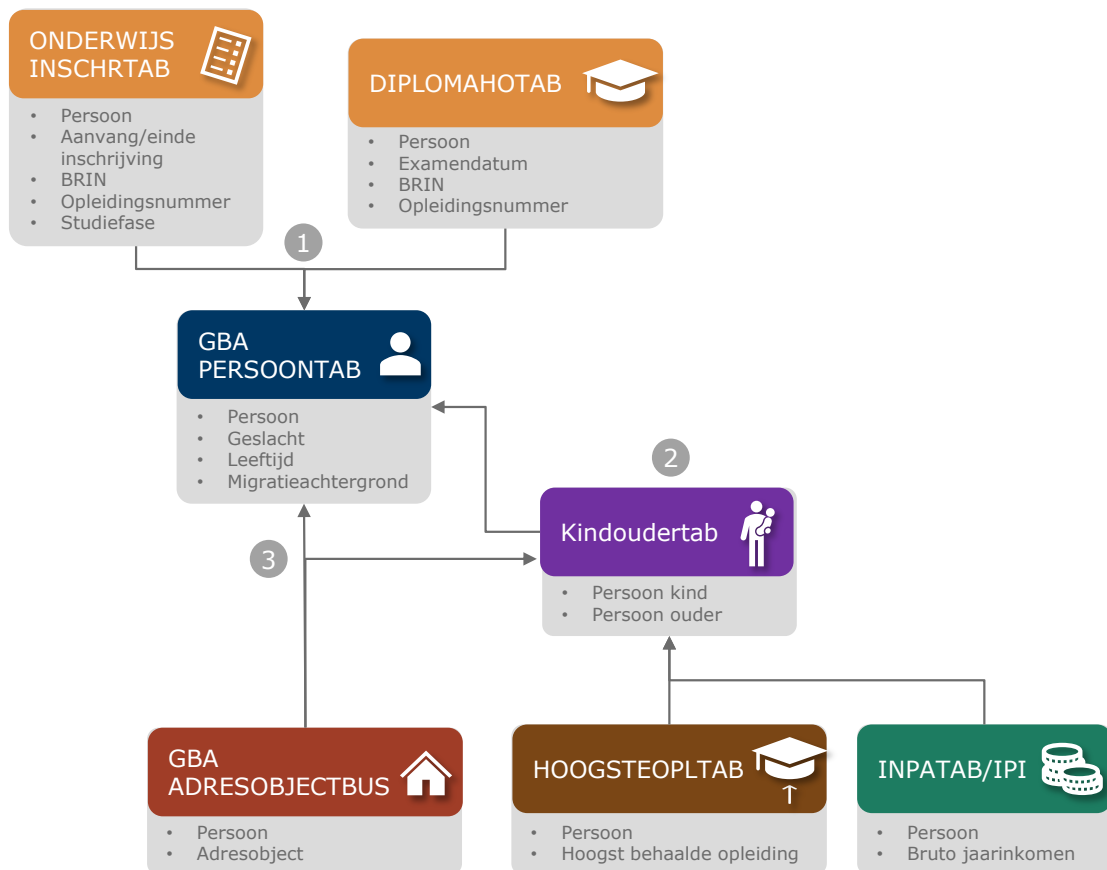 ONDERWIJS
INSCHRTAB
• Persoon
• Aanvang/einde
inschrijving
• BRIN
• Opleidingsnummer
• Studiefase
DIPLOMAHOTAB
• Persoon
• Examendatum
• BRIN
• Opleidingsnummer
1
GBA
PERSOONTAB
• Persoon
• Geslacht
• Leeftijd
• Migratieachtergrond
2
Kindoudertab
• Persoon kind
• Persoon ouder
3
GBA
ADRESOBJECTBUS
• Persoon
• Adresobject
HOOGSTEOPLTAB
• Persoon
• Hoogst behaalde opleiding
INPATAB/IPI
• Persoon
• Bruto jaarinkomen